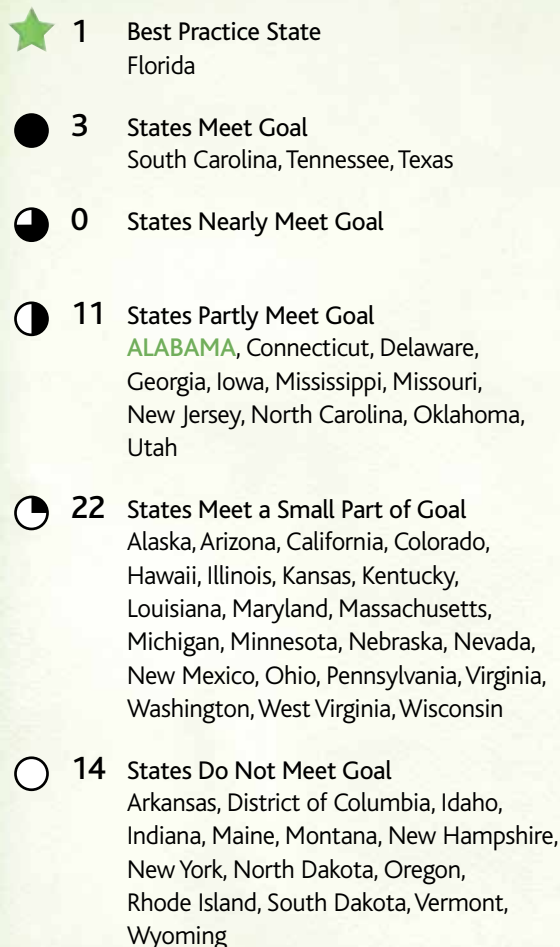 1 Best Practice State
Florida
3 States Meet Goal
South Carolina, Tennessee, Texas
0 States Nearly Meet Goal
11 States Partly Meet Goal
ALABAMA, Connecticut, Delaware,
Georgia, Iowa, Mississippi, Missouri,
New Jersey, North Carolina, Oklahoma,
Utah
22 States Meet a Small Part of Goal
Alaska, Arizona, California, Colorado,
Hawaii, Illinois, Kansas, Kentucky,
Louisiana, Maryland, Massachusetts,
Michigan, Minnesota, Nebraska, Nevada,
New Mexico, Ohio, Pennsylvania, Virginia,
Washington, West Virginia, Wisconsin
14 States Do Not Meet Goal
Arkansas, District of Columbia, Idaho,
Indiana, Maine, Montana, New Hampshire,
New York, North Dakota, Oregon,
Rhode Island, South Dakota, Vermont,
Wyoming